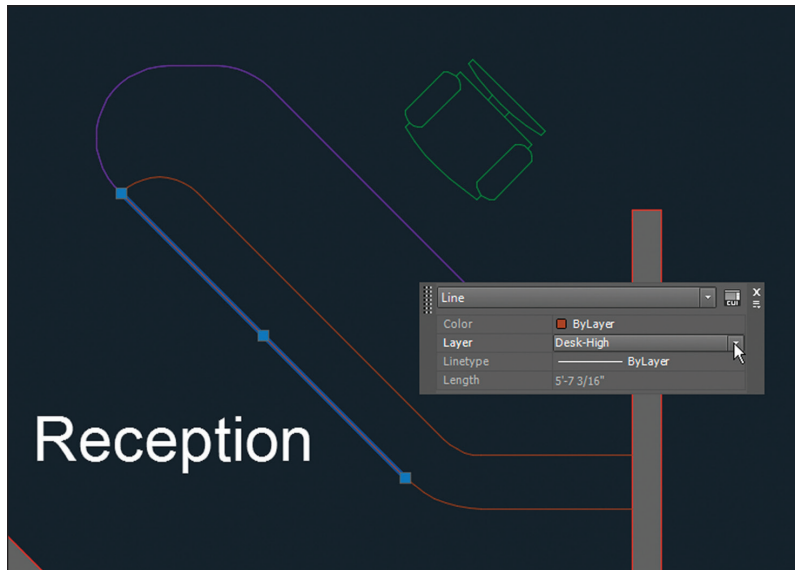 Line
CUI
X
Color ByLayer
Layer Desk-High
Linetype ByLayer
Length 5'-7 3/16"
Reception